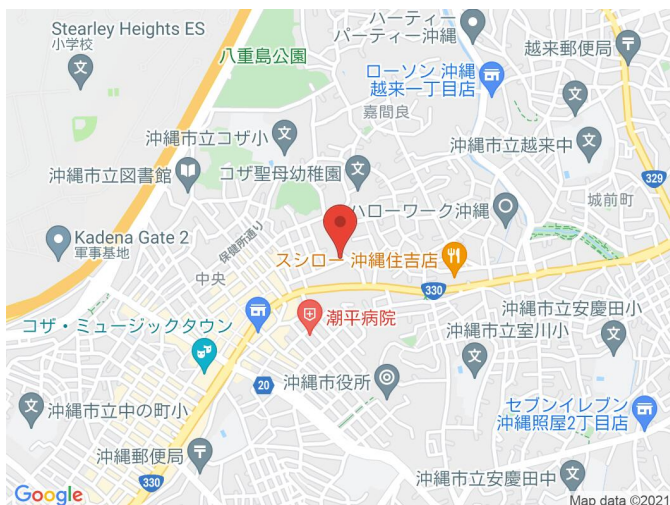 Stearley Heights ES
小学校
八重島公園
パーティー
パーティー沖縄
越来郵便局
ローソン 沖縄
越来一丁目店
嘉間良
沖縄市立コザ小
沖縄市立越来中
沖縄市立図書館
コザ聖母幼稚園
329
城前町
ハローワーク沖縄
保健所通り
Kadena Gate 2
軍事基地
中央
スシロー 沖縄住吉店
330
コザ・ミュージックタウン
潮平病院
沖縄市立安慶田小
沖縄市立室川小
20
沖縄市役所
沖縄市立中の町小
セブンイレブン
沖縄照屋2丁目店
沖縄郵便局
330
沖縄市立安慶田中
Google
Map data ©2021